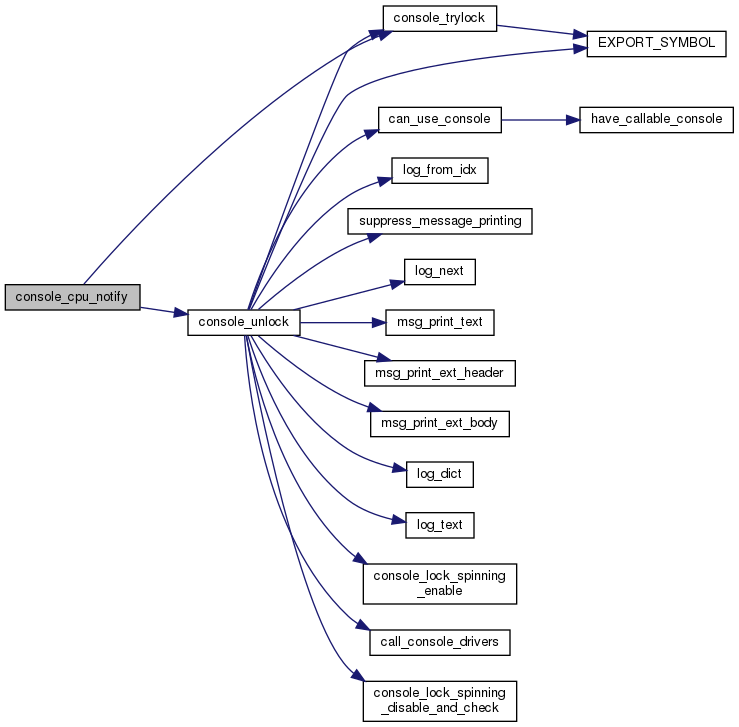 console_trylock
EXPORT_SYMBOL
can_use_console
have_callable_console
log_from_idx
suppress_message_printing
log_next
console_cpu_notify
console_unlock
msg_print_text
msg_print_ext_header
msg_print_ext_body
log_dict
log_text
console_lock_spinning
_enable
call_console_drivers
console_lock_spinning
_disable_and_check